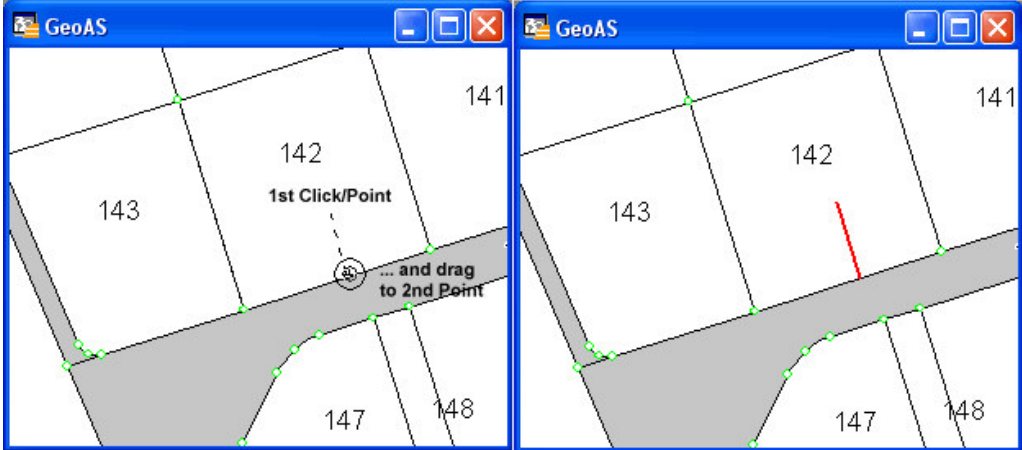 GeoAS
141
142
1st Click/Point
143
... and drag
to 2nd Point
147
148
GeoAS
141
142
143
147
148